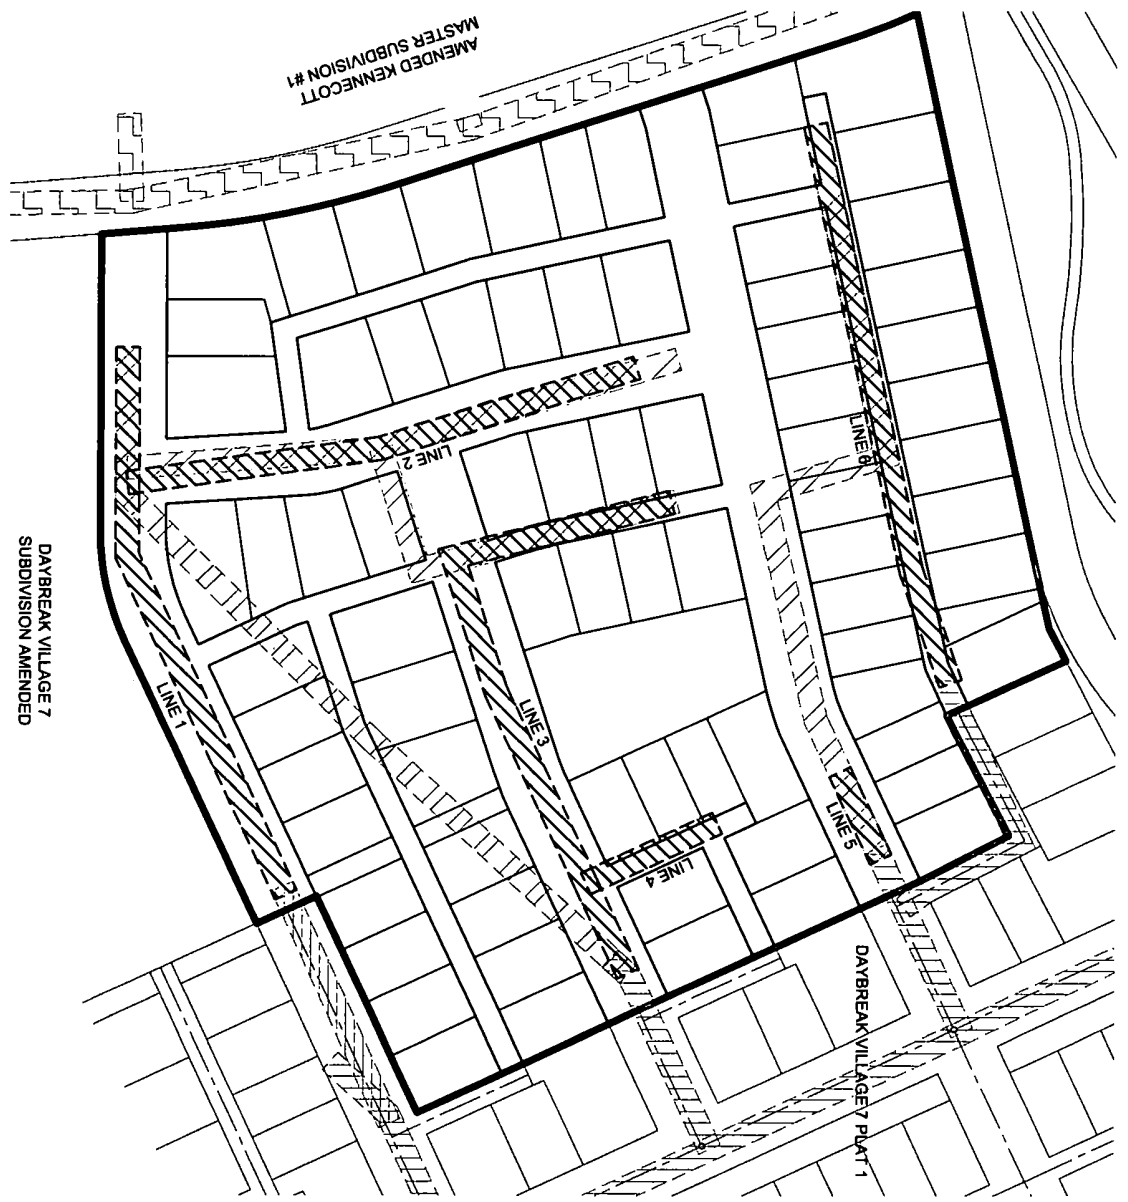 AMENDED KENNECOTT
MASTER SUBDIVISION #1
LINE 6
LINE 2
DAYBREAK VILLAGE 7
SUBDIVISION AMENDED
LINE 1
LINE 3
LINE 5
LINE 4
DAYBREAK VILLAGE 7 PLAT 1